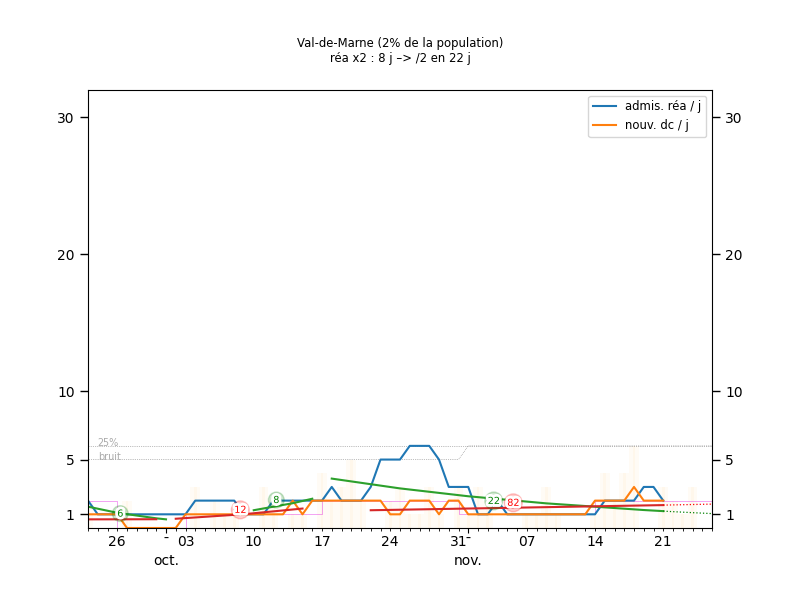 Val-de-Marne (2% de la population)
réa x2 : 8 j –> /2 en 22 j
admis. réa / j
nouv. dc / j
30 30
20 20
10 10
25%
5 5
bruit
8 22 82
12
6
1 1
26 - 03 10 17 24 31 - 07 14 21
oct. nov.